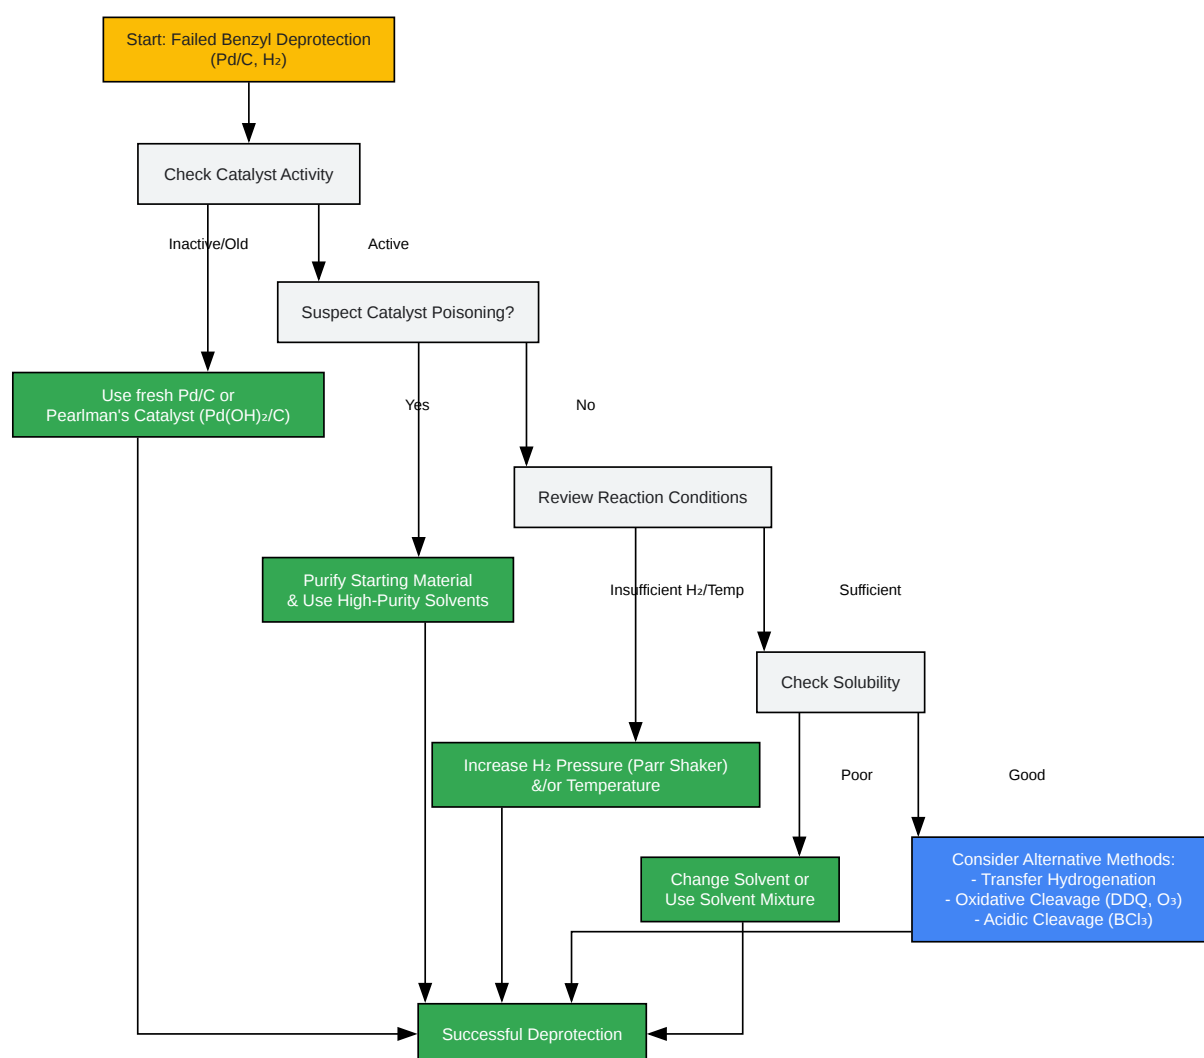 Start: Failed Benzyl Deprotection
(Pd/C, H₂)
Check Catalyst Activity
Inactive/Old
Active
Suspect Catalyst Poisoning?
Use fresh Pd/C or
Pearlman's Catalyst (Pd(OH)₂/C)
Yes
No
Review Reaction Conditions
Purify Starting Material
& Use High-Purity Solvents
Insufficient H₂/Temp
Sufficient
Check Solubility
Increase H₂ Pressure (Parr Shaker)
&/or Temperature
Poor
Good
Change Solvent or
Use Solvent Mixture
Consider Alternative Methods:
- Transfer Hydrogenation
- Oxidative Cleavage (DDQ, O₃)
- Acidic Cleavage (BCl₃)
Successful Deprotection